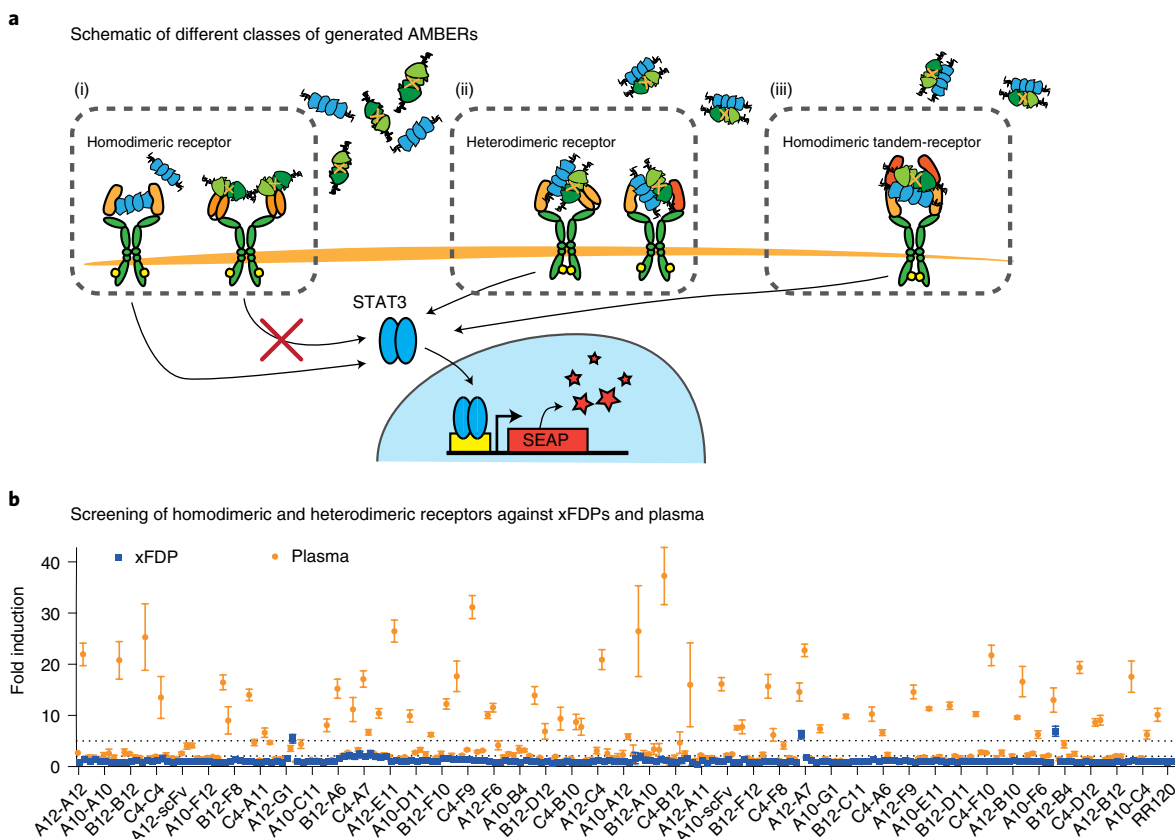 a
Schematic of different classes of generated AMBERs
(i)
(ii)
(iii)
Homodimeric receptor
Heterodimeric receptor
Homodimeric tandem-receptor
STAT3
SEAP
b
Screening of homodimeric and heterodimeric receptors against xFDPs and plasma
xFDP
Plasma
Fold induction
40
30
20
10
0
A12-A12
A10-A10
B12-B12
C4-C4
A12-scFv
A10-F12
B12-F8
C4-A11
A12-G1
A10-C11
B12-A6
C4-A7
A12-E11
A10-D11
B12-F10
C4-F9
A12-F6
A10-B4
B12-D12
C4-B10
A12-C4
A10-A12
B12-A10
C4-B12
A12-A11
A10-scFv
B12-F12
C4-F8
A12-A7
A10-G1
B12-C11
C4-A6
A12-F9
A10-E11
B12-D11
C4-F10
A12-B10
A10-F6
B12-B4
C4-D12
A12-B12
A10-C4
RR120